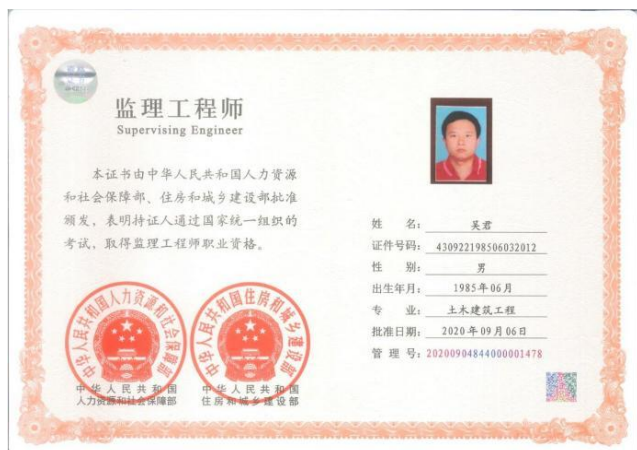 监理工程师
Supervising Engineer
本证书由中华人民共和国人力资源
和社会保障部、住房和城乡建设部批准
颁发，表明持证人通过国家统一组织的
考试，取得监理工程师职业资格。
中华人民共和国人力资源和社会保障部
中华人民共和国住房和城乡建设部
中华人民共和国
人力资源和社会保障部
中华人民共和国
住房和城乡建设部
姓 名： 吴君
证件号码： 430922198506032012
性 别： 男
出生年月： 1985年06月
专 业： 土木建筑工程
批准日期： 2020年09月06日
管 理 号： 20200904844000001478